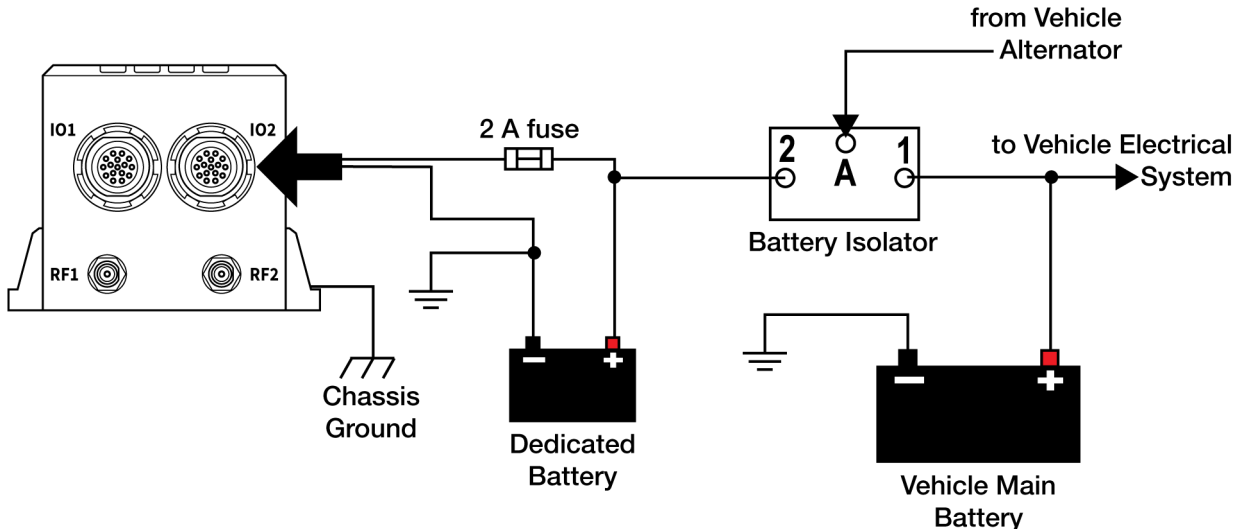 from Vehicle
Alternator
IO1
IO2
2 A fuse
2
A
1
to Vehicle Electrical
System
Battery Isolator
RF1
RF2
Chassis
Ground
Dedicated
Battery
Vehicle Main
Battery